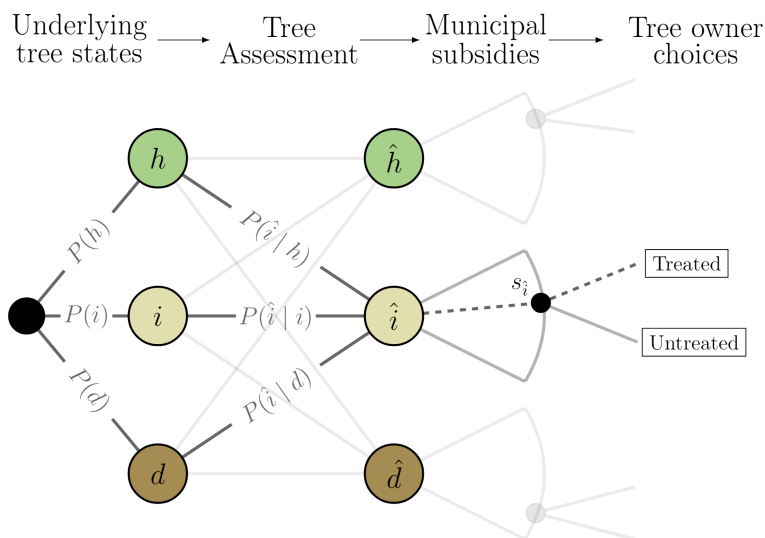 Underlying
tree states
Tree
Assessment
Municipal
subsidies
Tree owner
choices
h
ĥ
P(h)
P(î | h)
P(i)
i
P(î | i)
î
s_î
Treated
Untreated
P(d)
P(î | d)
d
d̂